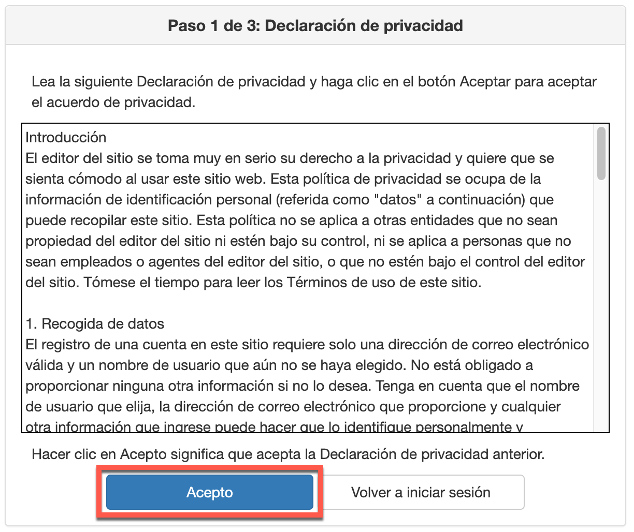 Paso 1 de 3: Declaración de privacidad
Lea la siguiente Declaración de privacidad y haga clic en el botón Aceptar para aceptar
el acuerdo de privacidad.
Introducción
El editor del sitio se toma muy en serio su derecho a la privacidad y quiere que se
sienta cómodo al usar este sitio web. Esta política de privacidad se ocupa de la
información de identificación personal (referida como "datos" a continuación) que
puede recopilar este sitio. Esta política no se aplica a otras entidades que no sean
propiedad del editor del sitio ni estén bajo su control, ni se aplica a personas que no
sean empleados o agentes del editor del sitio, o que no estén bajo el control del editor
del sitio. Tómese el tiempo para leer los Términos de uso de este sitio.
1. Recogida de datos
El registro de una cuenta en este sitio requiere solo una dirección de correo electrónico
válida y un nombre de usuario que aún no se haya elegido. No está obligado a
proporcionar ninguna otra información si no lo desea. Tenga en cuenta que el nombre
de usuario que elija, la dirección de correo electrónico que proporcione y cualquier
otra información que ingrese puede hacer que lo identifique personalmente y
Hacer clic en Acepto significa que acepta la Declaración de privacidad anterior.
Acepto
Volver a iniciar sesión